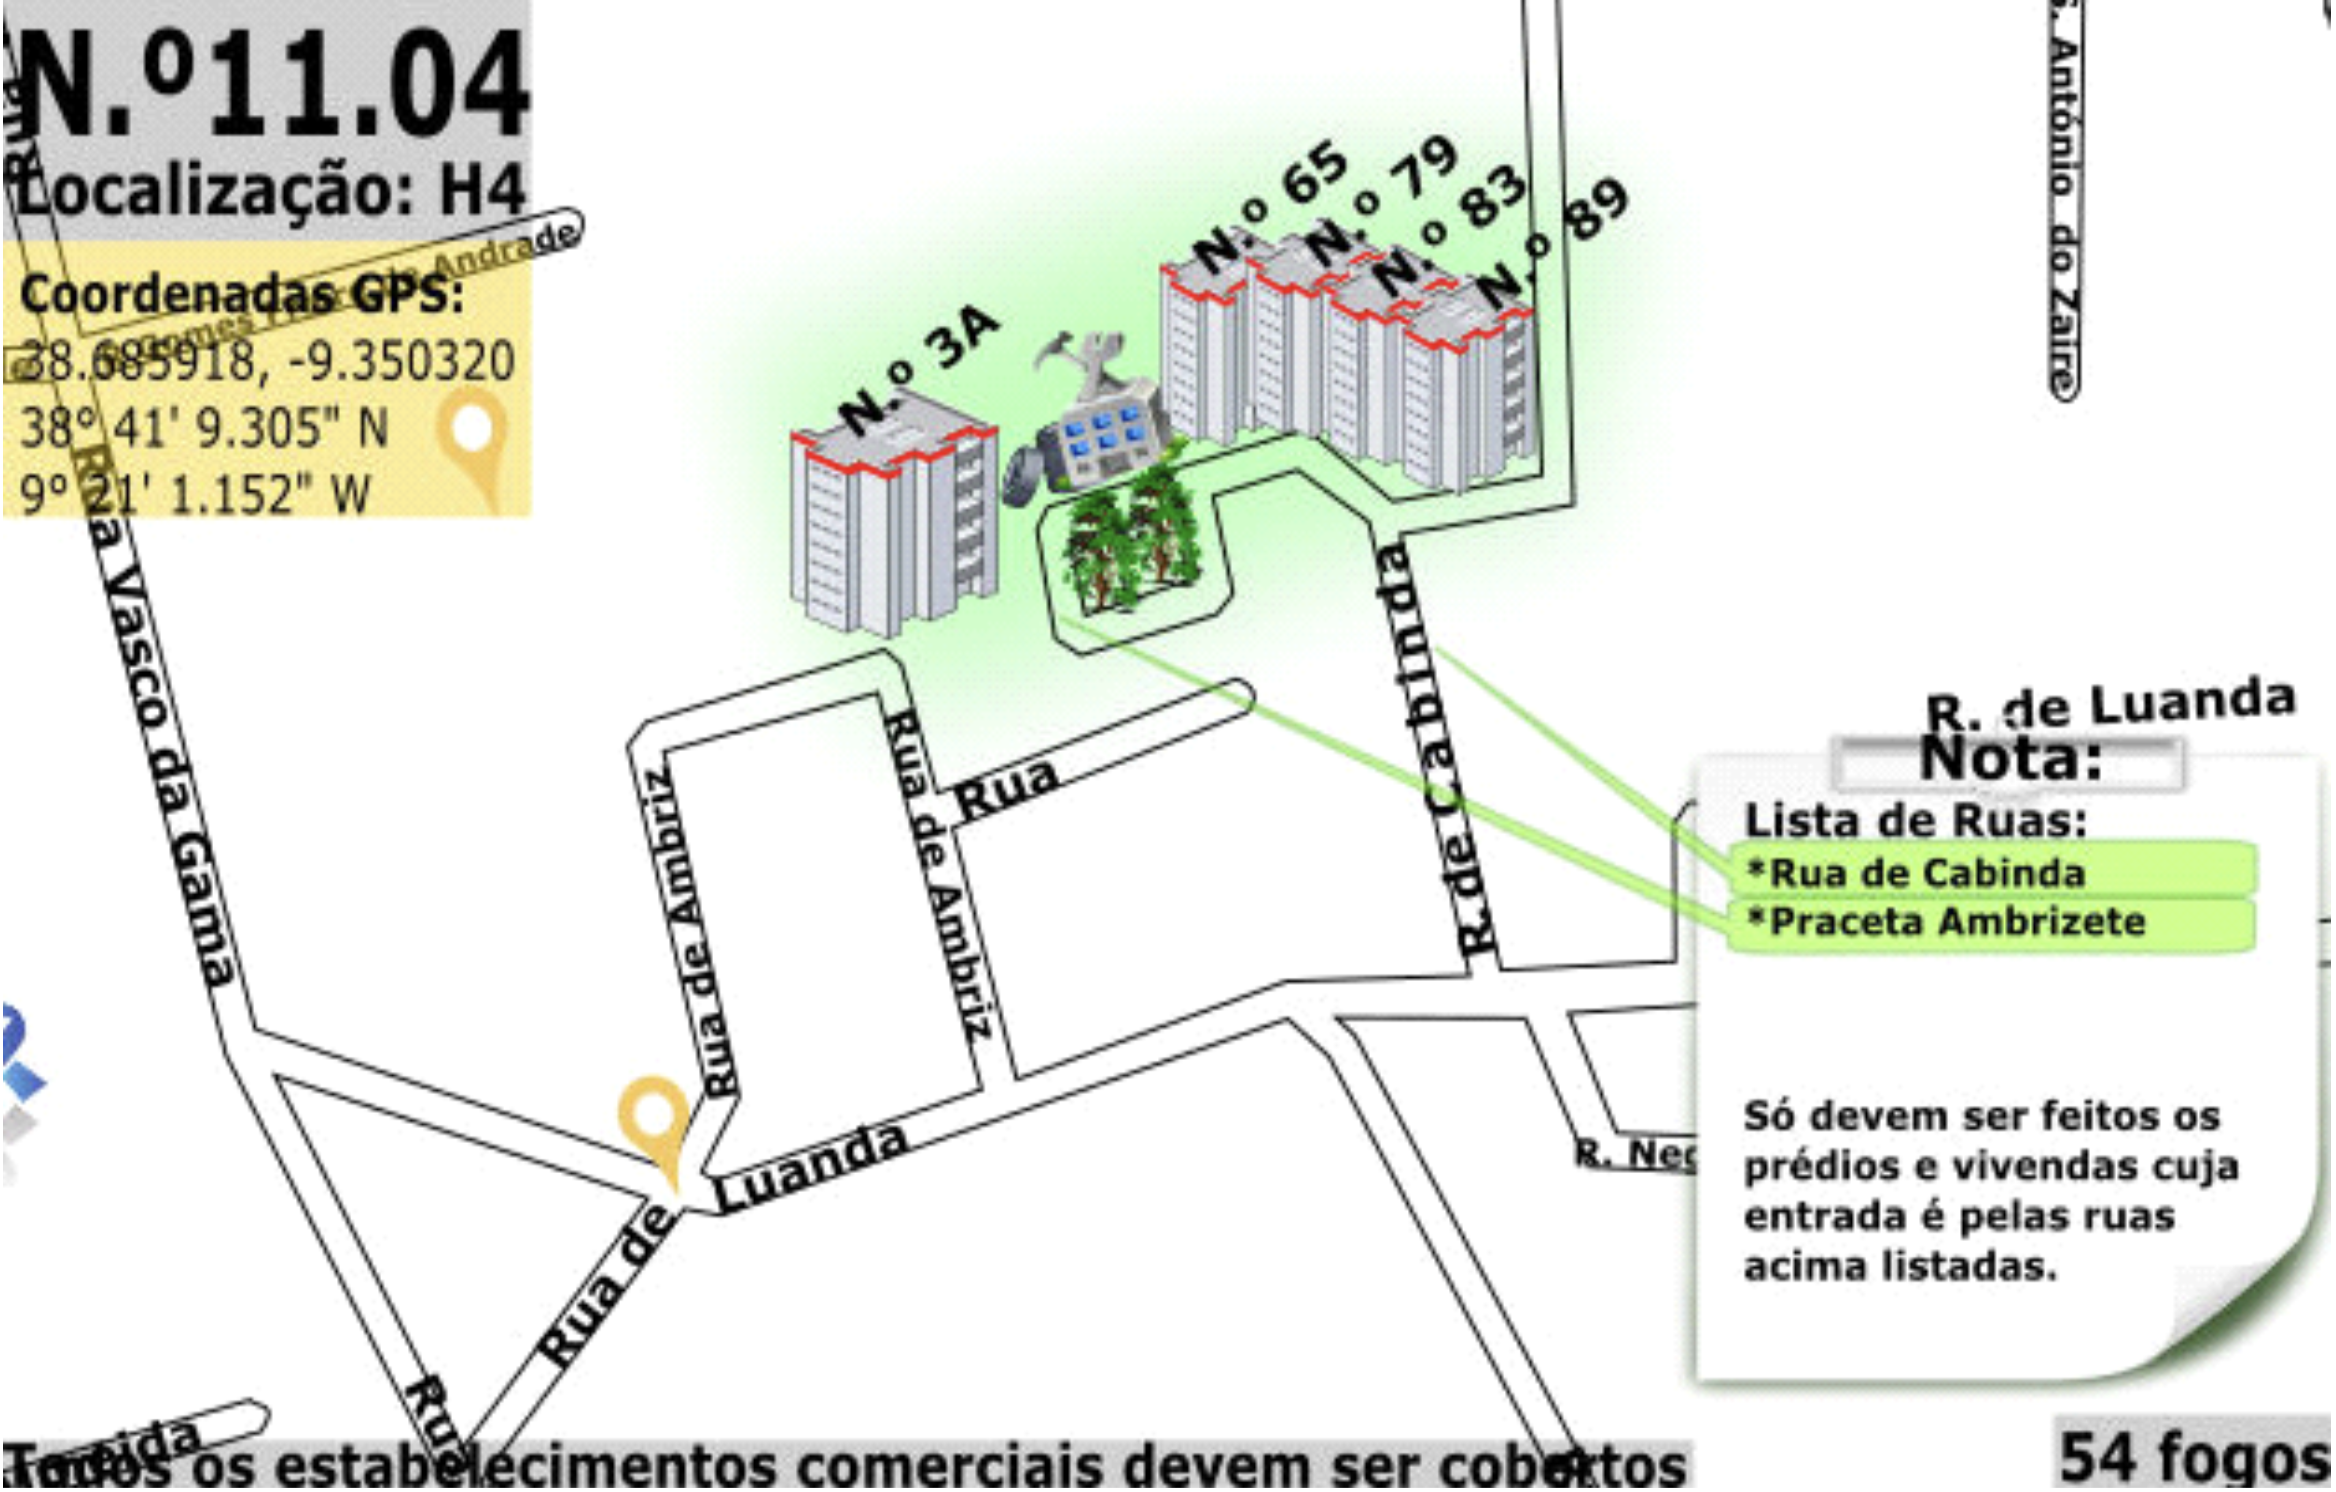 N.º11.04
Localização: H4
Coordenadas GPS:
38.685918, -9.350320
38º 41' 9.305" N
9º 21' 1.152" W
Gomes Freire de Andrade
Rua
Rua Vasco da Gama
N.º 3A
N.º 65
N.º 79
N.º 83
N.º 89
S. António do Zaire
R. de Cabinda
Rua de Ambriz
Rua de Ambriz
Rua
R. de Luanda
Nota:
Lista de Ruas:
*Rua de Cabinda
*Praceta Ambrizete
Só devem ser feitos os
prédios e vivendas cuja
entrada é pelas ruas
acima listadas.
R. Neg
Rua de Luanda
Rua
Todos os estabelecimentos comerciais devem ser cobertos
54 fogos